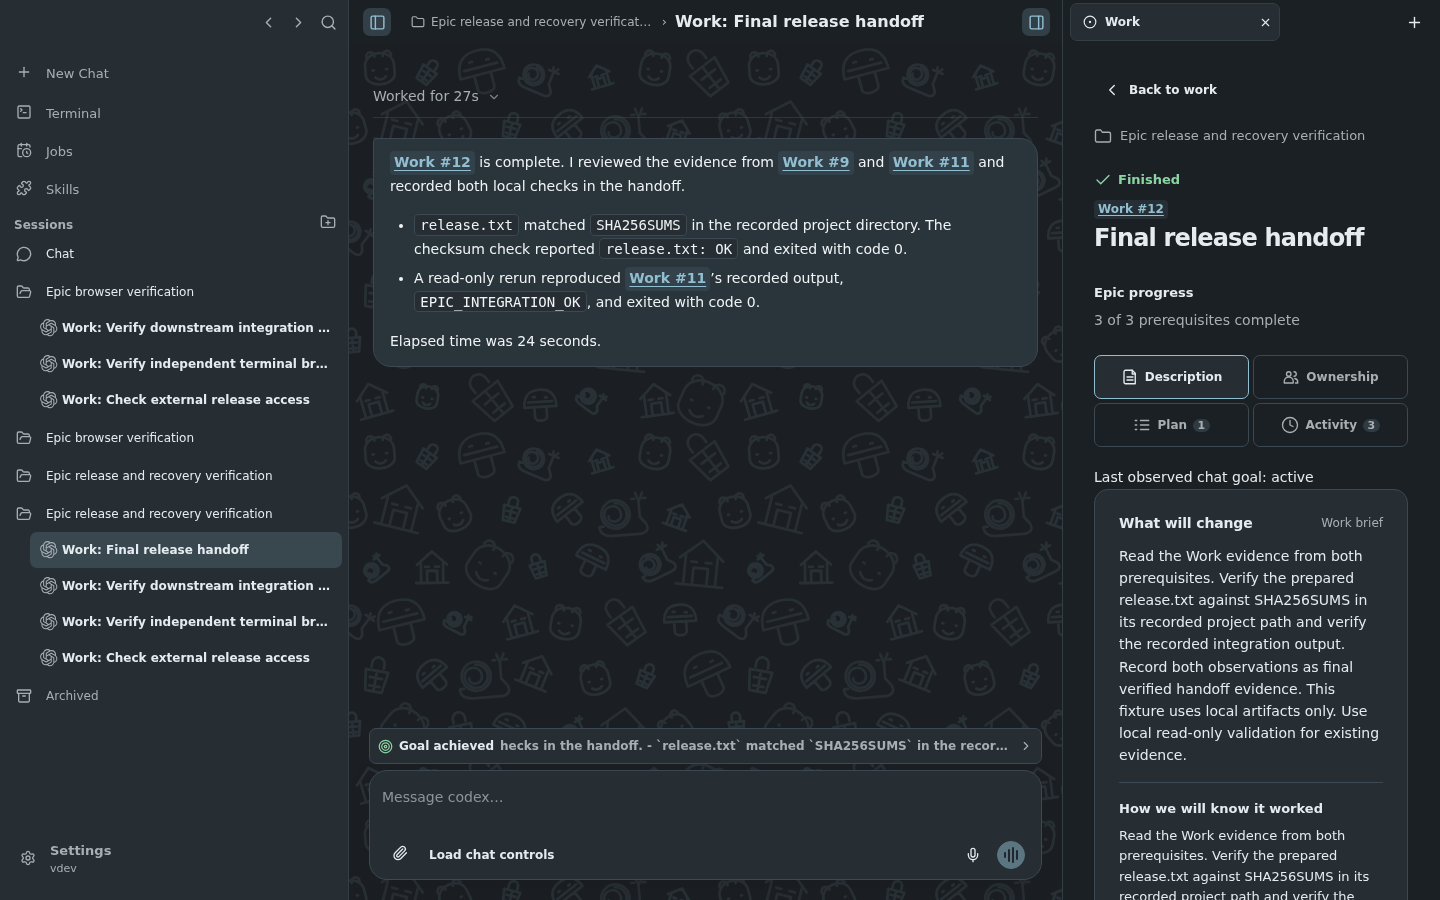 New Chat
Terminal
Jobs
Skills
Sessions
Chat
Epic browser verification
Work: Verify downstream integration ...
Work: Verify independent terminal br...
Work: Check external release access
Epic browser verification
Epic release and recovery verification
Epic release and recovery verification
Work: Final release handoff
Work: Verify downstream integration ...
Work: Verify independent terminal br...
Work: Check external release access
Archived
Settings
vdev
Epic release and recovery verificat... › Work: Final release handoff
Worked for 27s
Work #12 is complete. I reviewed the evidence from Work #9 and Work #11 and
recorded both local checks in the handoff.
• release.txt matched SHA256SUMS in the recorded project directory. The
checksum check reported release.txt: OK and exited with code 0.
• A read-only rerun reproduced Work #11's recorded output,
EPIC_INTEGRATION_OK, and exited with code 0.
Elapsed time was 24 seconds.
Goal achieved hecks in the handoff. - `release.txt` matched `SHA256SUMS` in the recor...
Message codex...
Load chat controls
Work
Back to work
Epic release and recovery verification
Finished
Work #12
Final release handoff
Epic progress
3 of 3 prerequisites complete
Description
Ownership
Plan 1
Activity 3
Last observed chat goal: active
What will change Work brief
Read the Work evidence from both
prerequisites. Verify the prepared
release.txt against SHA256SUMS in
its recorded project path and verify
the recorded integration output.
Record both observations as final
verified handoff evidence. This
fixture uses local artifacts only. Use
local read-only validation for existing
evidence.
How we will know it worked
Read the Work evidence from both
prerequisites. Verify the prepared
release.txt against SHA256SUMS in its
recorded project path and verify the